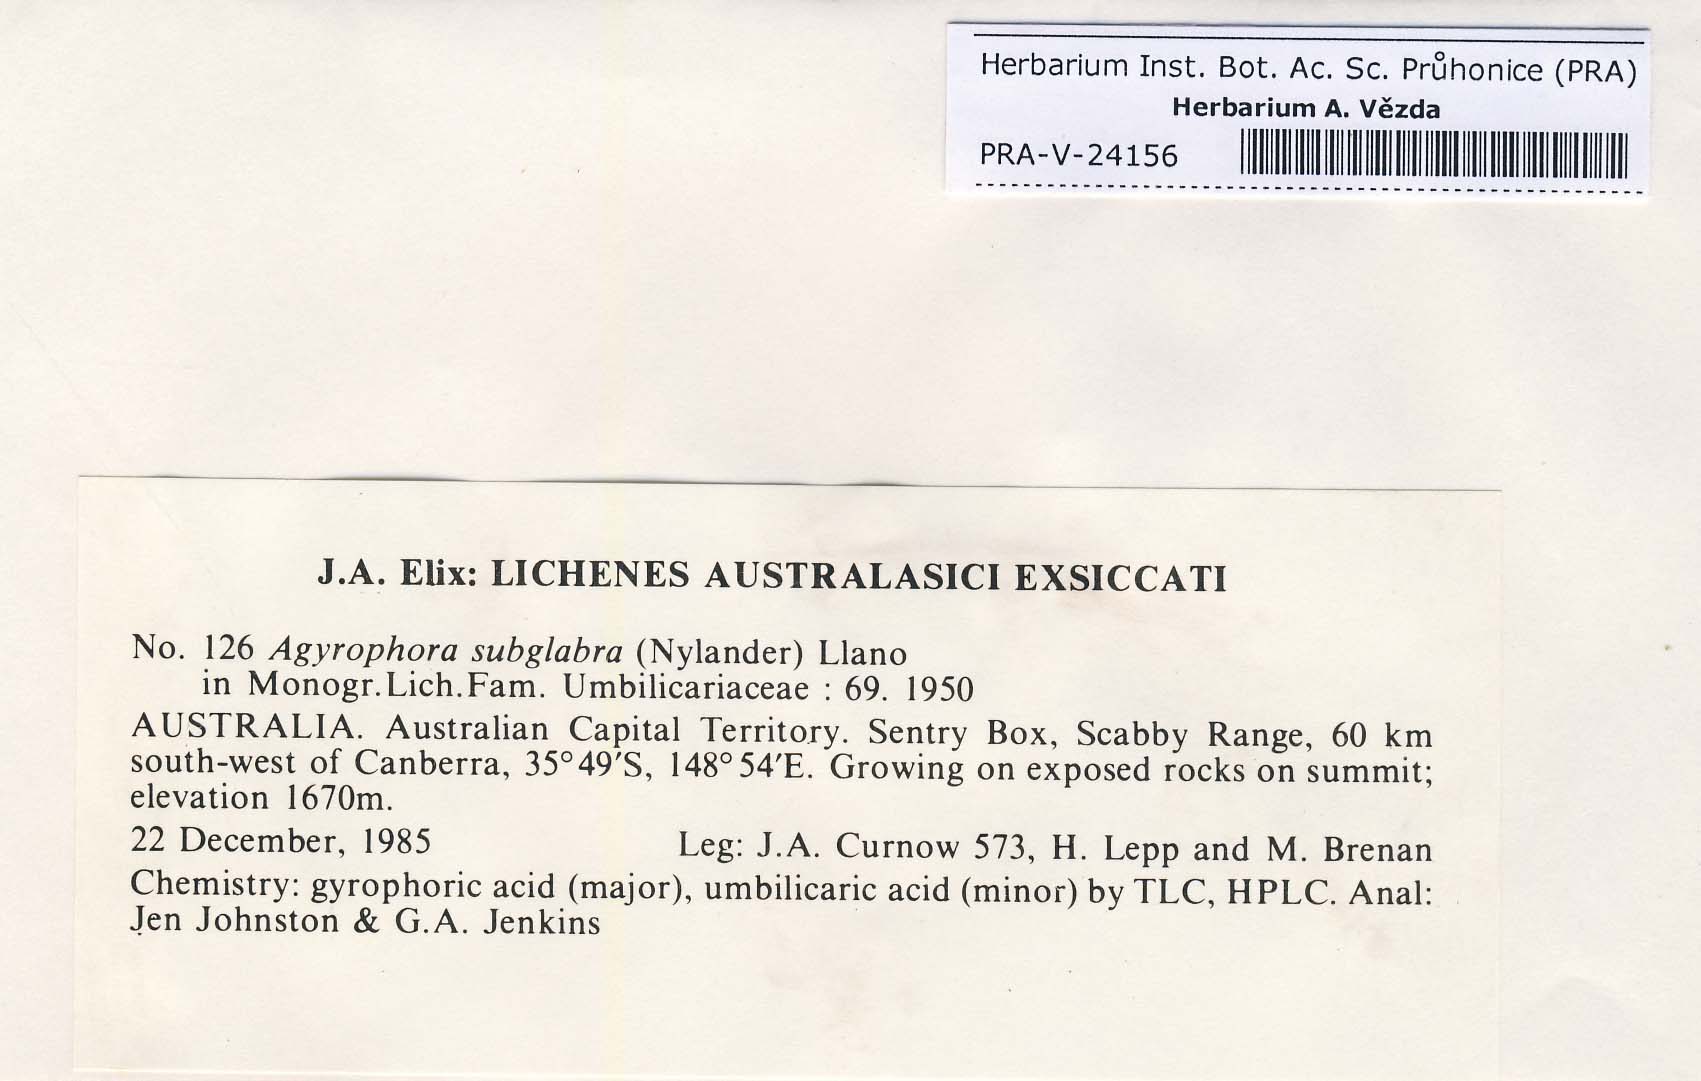 Herbarium Inst. Bot. Ac. Sc. Průhonice (PRA)
Herbarium A. Vězda
PRA-V-24156
J.A. Elix: LICHENES AUSTRALASICI EXSICCATI
No. 126 Agyrophora subglabra (Nylander) Llano
in Monogr.Lich.Fam. Umbilicariaceae : 69. 1950
AUSTRALIA. Australian Capital Territory. Sentry Box, Scabby Range, 60 km
south-west of Canberra, 35°49′S, 148°54′E. Growing on exposed rocks on summit;
elevation 1670m.
22 December, 1985 Leg: J.A. Curnow 573, H. Lepp and M. Brenan
Chemistry: gyrophoric acid (major), umbilicaric acid (minor) by TLC, HPLC. Anal:
Jen Johnston & G.A. Jenkins